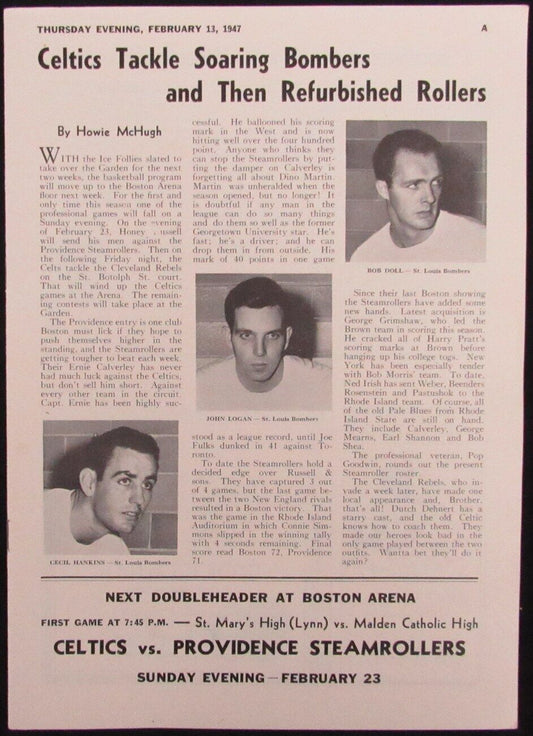 THURSDAY EVENING, FEBRUARY 13, 1947
A
Celtics Tackle Soaring Bombers
and Then Refurbished Rollers
By Howie McHugh
WITH the Ice Follies slated to
take over the Garden for the next
two weeks, the basketball program
will move up to the Boston Arena
floor next week. For the first and
only time this season one of the
professional games will fall on a
Sunday evening. On the evening
of February 23, Honey ussell
will send his men against the
Providence Steamrollers. Then on
the following Friday night, the
Celts tackle the Cleveland Rebels
on the St. Botolph St. court.
That will wind up the Celtics
games at the Arena. The remain-
ing contests will take place at the
Garden.
The Providence entry is one club
Boston must lick if they hope to
push themselves higher in the
standing, and the Steamrollers are
getting tougher to beat each week.
Their Ernie Calverley has never
had much luck against the Celtics,
but don't sell him short. Against
every other team in the circuit.
Capt. Ernie has been highly suc-
CECIL HANKINS — St. Louis Bombers
cessful. He ballooned his scoring
mark in the West and is now
hitting well over the four hundred
point. Anyone who thinks they
can stop the Steamrollers by put-
ting the damper on Calverley is
forgetting all about Dino Martin.
Martin was unheralded when the
season opened, but no longer! It
is doubtful if any man in the
league can do so many things
and do them so well as the former
Georgetown University star. He's
fast; he's a driver; and he can
drop them in from outside. His
mark of 40 points in one game
JOHN LOGAN — St. Louis Bombers
stood as a league record, until Joe
Fulks dunked in 41 against To-
ronto.
To date the Steamrollers hold a
decided edge over Russell &
sons. They have captured 3 out
of 4 games, but the last game be-
tween the two New England rivals
resulted in a Boston victory. That
was the game in the Rhode Island
Auditorium in which Connie Sim-
mons slipped in the winning tally
with 4 seconds remaining. Final
score read Boston 72, Providence
71.
BOB DOLL — St. Louis Bombers
Since their last Boston showing
the Steamrollers have added some
new hands. Latest acquisition is
George Grimshaw, who led the
Brown team in scoring this season.
He cracked all of Harry Pratt's
scoring marks at Brown before
hanging up his college togs. New
York has been especially tender
with Bob Morris' team. To date,
Ned Irish has sent Weber, Beenders
Rosenstein and Pastushok to the
Rhode Island team. Of course, all
of the old Pale Blues from Rhode
Island State are still on hand.
They include Calverley, George
Mearns, Earl Shannon and Bob
Shea.
The professional veteran, Pop
Goodwin, rounds out the present
Steamroller roster.
The Cleveland Rebels, who in-
vade a week later, have made one
local appearance and, Brother,
that's all! Dutch Dehnert has a
starry cast, and the old Celtic
knows how to coach them. They
made our heroes look bad in the
only game played between the two
outfits. Wantta bet they'll do it
again?
NEXT DOUBLEHEADER AT BOSTON ARENA
FIRST GAME AT 7:45 P.M. — St. Mary's High (Lynn) vs. Malden Catholic High
CELTICS vs. PROVIDENCE STEAMROLLERS
SUNDAY EVENING — FEBRUARY 23